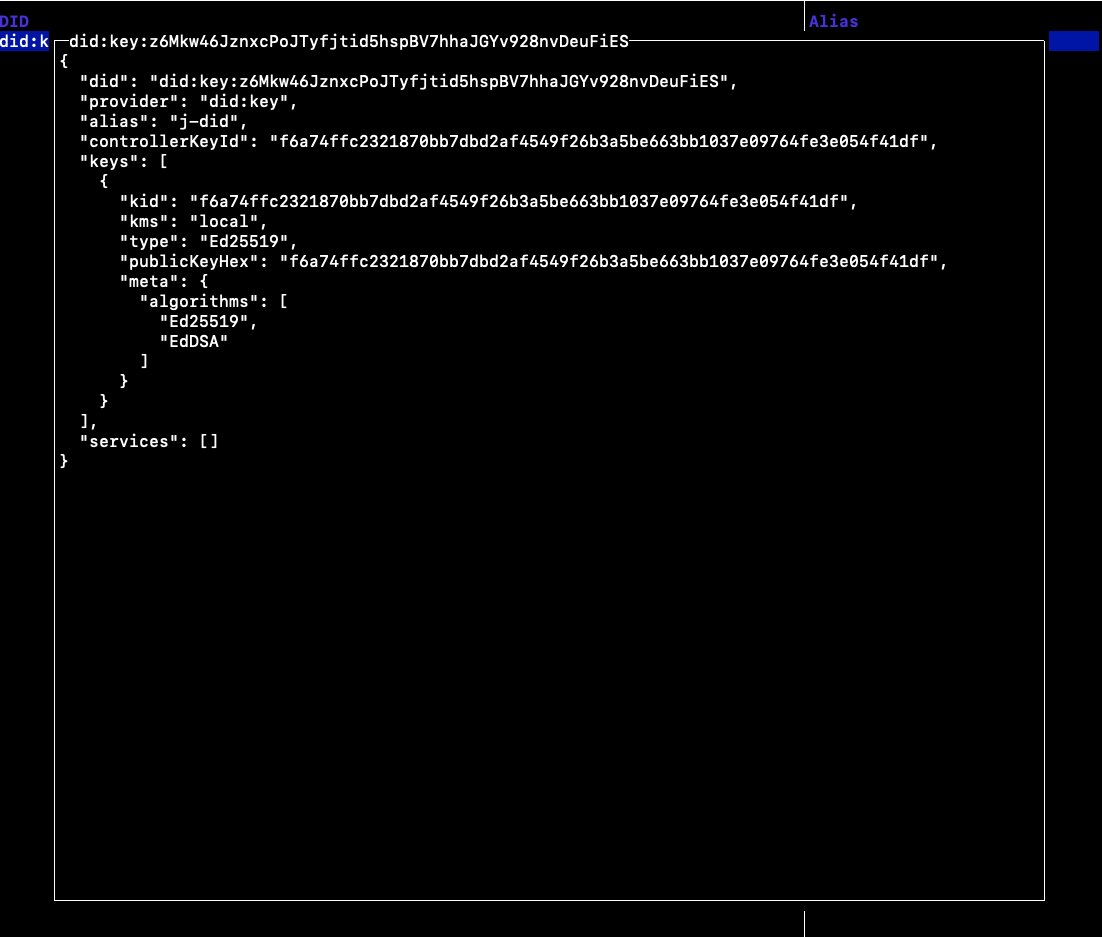 DID Alias
did:k did:key:z6Mkw46JznxcPoJTyfjtid5hspBV7hhaJGYv928nvDeuFiES
{
  "did": "did:key:z6Mkw46JznxcPoJTyfjtid5hspBV7hhaJGYv928nvDeuFiES",
  "provider": "did:key",
  "alias": "j-did",
  "controllerKeyId": "f6a74ffc2321870bb7dbd2af4549f26b3a5be663bb1037e09764fe3e054f41df",
  "keys": [
    {
      "kid": "f6a74ffc2321870bb7dbd2af4549f26b3a5be663bb1037e09764fe3e054f41df",
      "kms": "local",
      "type": "Ed25519",
      "publicKeyHex": "f6a74ffc2321870bb7dbd2af4549f26b3a5be663bb1037e09764fe3e054f41df",
      "meta": {
        "algorithms": [
          "Ed25519",
          "EdDSA"
        ]
      }
    }
  ],
  "services": []
}